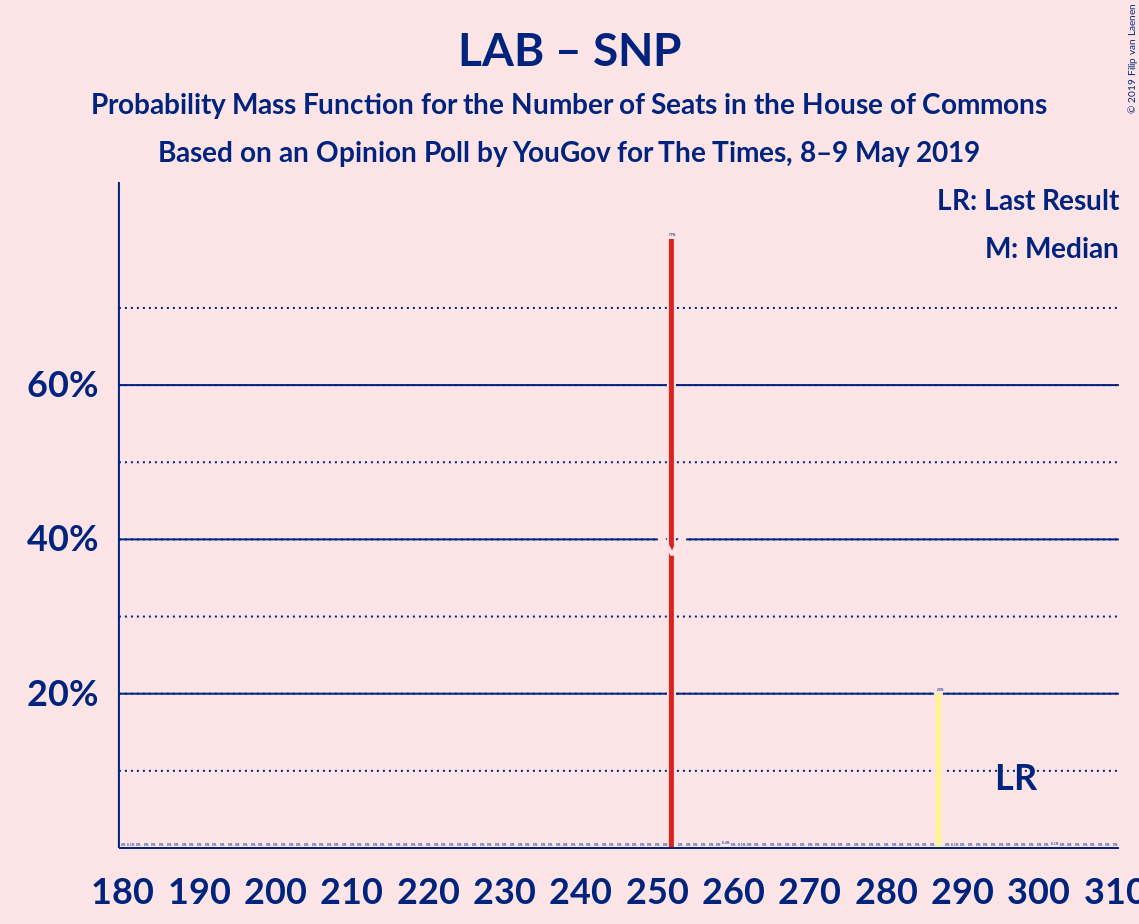 LAB – SNP
Probability Mass Function for the Number of Seats in the House of Commons
Based on an Opinion Poll by YouGov for The Times, 8–9 May 2019
© 2019 Filip van Laenen
LR: Last Result
M: Median
60%
40%
20%
LR
180 190 200 210 220 230 240 250 260 270 280 290 300 310